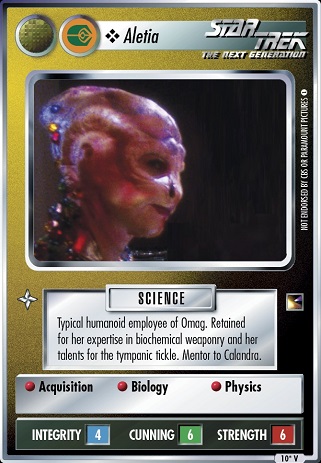 ❖ Aletia
STAR TREK
THE NEXT GENERATION
NOT ENDORSED BY CBS OR PARAMOUNT PICTURES
SCIENCE
Typical humanoid employee of Omag. Retained
for her expertise in biochemical weaponry and her
talents for the tympanic tickle. Mentor to Calandra.
Acquisition Biology Physics
INTEGRITY 4 CUNNING 6 STRENGTH 6
10* V